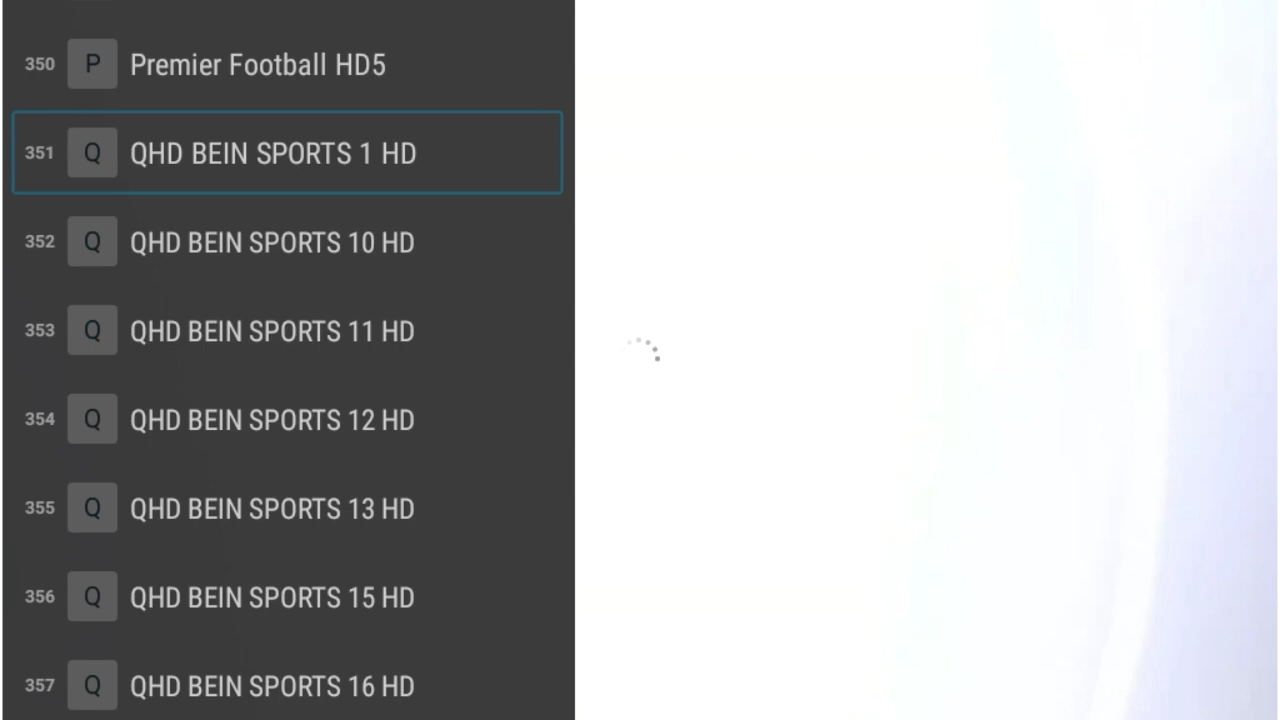 350 P Premier Football HD5
351 Q QHD BEIN SPORTS 1 HD
352 Q QHD BEIN SPORTS 10 HD
353 Q QHD BEIN SPORTS 11 HD
354 Q QHD BEIN SPORTS 12 HD
355 Q QHD BEIN SPORTS 13 HD
356 Q QHD BEIN SPORTS 15 HD
357 Q QHD BEIN SPORTS 16 HD